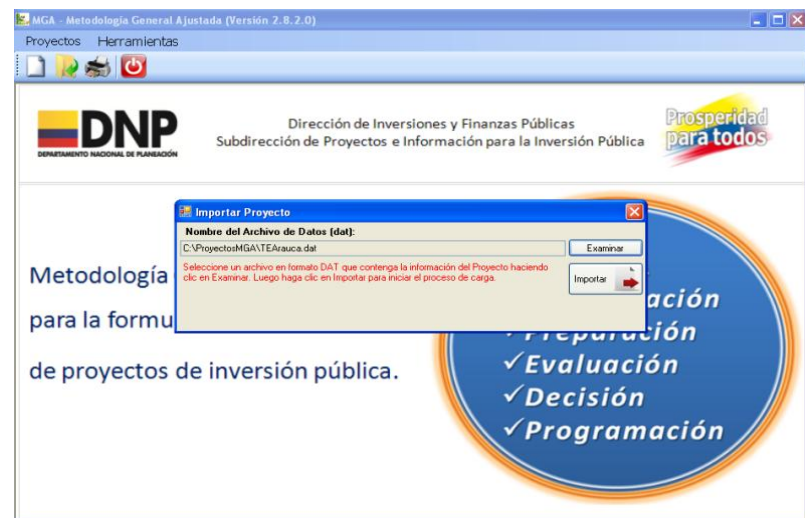 MGA - Metodología General Ajustada (Versión 2.8.2.0)
Proyectos Herramientas
DNP
DEPARTAMENTO NACIONAL DE PLANEACIÓN
Dirección de Inversiones y Finanzas Públicas
Subdirección de Proyectos e Información para la Inversión Pública
Prosperidad
para todos
Importar Proyecto
Nombre del Archivo de Datos (dat):
C:\ProyectosMGA\TEArauca.dat
Examinar
Seleccione un archivo en formato DAT que contenga la información del Proyecto haciendo
clic en Examinar. Luego haga clic en Importar para iniciar el proceso de carga.
Importar
Metodología
para la formu
de proyectos de inversión pública.
ación
✓Preparación
✓Evaluación
✓Decisión
✓Programación